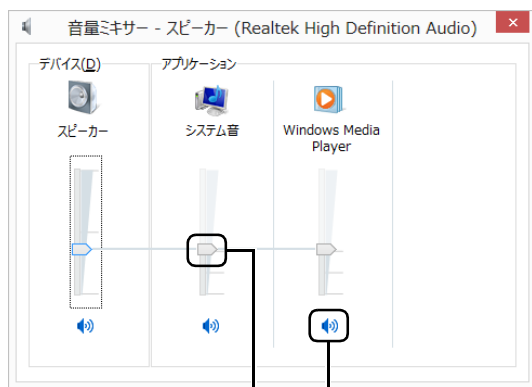 音量ミキサー - スピーカー (Realtek High Definition Audio)
デバイス(D)
アプリケーション
スピーカー
システム音
Windows Media
Player